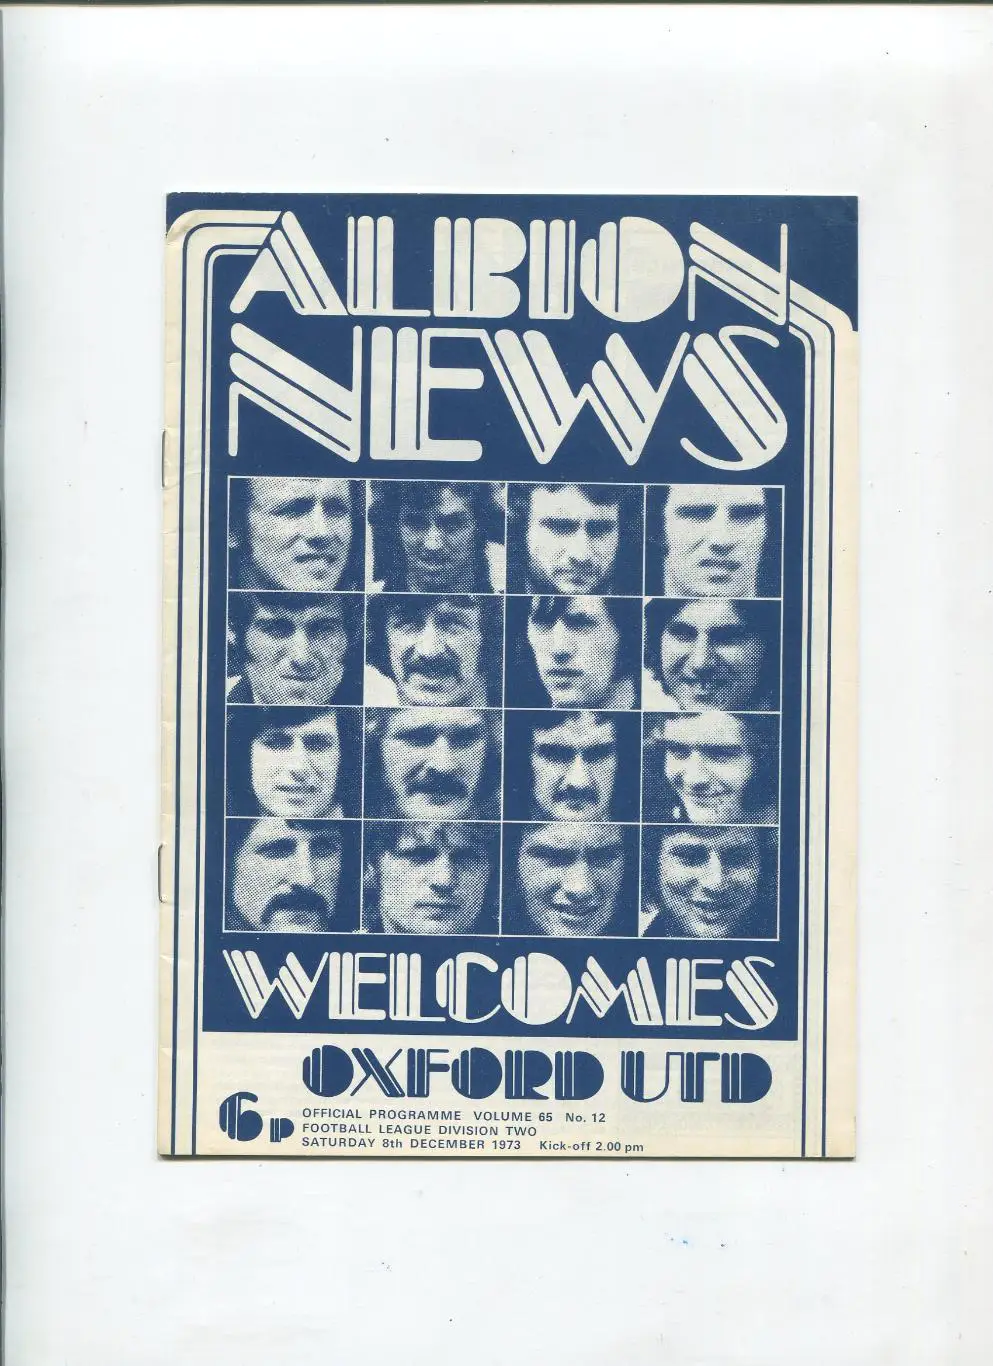 ALBION
NEWS
WELCOMES
OXFORD UTD
6p
OFFICIAL PROGRAMME VOLUME 65 No. 12
FOOTBALL LEAGUE DIVISION TWO
SATURDAY 8th DECEMBER 1973 Kick-off 2.00 pm